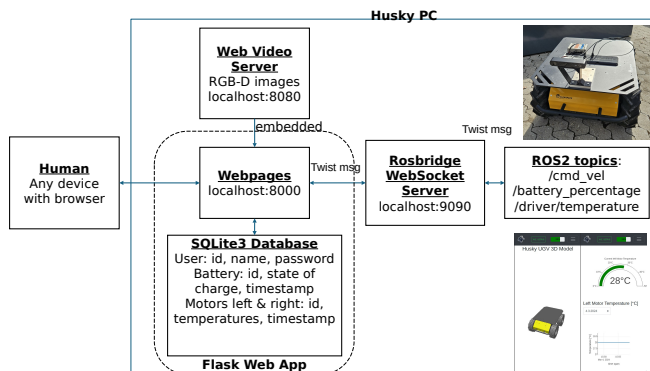 Husky PC
Web Video
Server
RGB-D images
localhost:8080
embedded
Twist msg
Human
Any device
with browser
Webpages
localhost:8000
Twist msg
Rosbridge
WebSocket
Server
localhost:9090
ROS2 topics:
/cmd_vel
/battery_percentage
/driver/temperature
SQLite3 Database
User: id, name, password
Battery: id, state of
charge, timestamp
Motors left & right: id,
temperatures, timestamp
Flask Web App
Husky UGV 3D Model
28°C
Left Motor Temperature [°C]